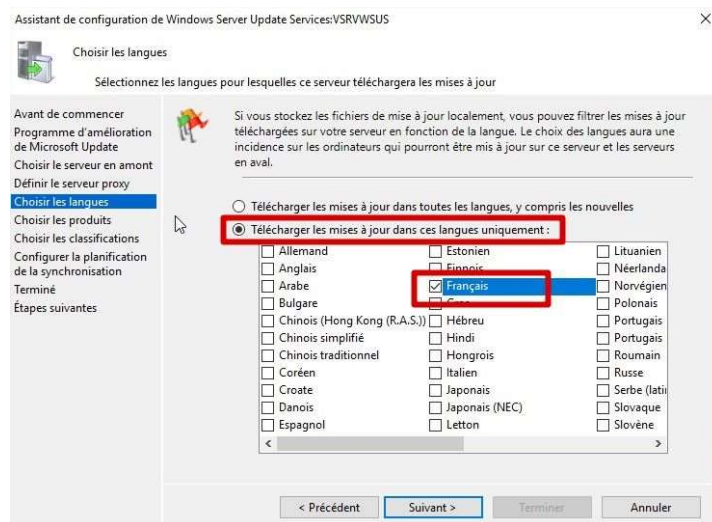 Assistant de configuration de Windows Server Update Services:VSRVWSUS
Choisir les langues
Sélectionnez les langues pour lesquelles ce serveur téléchargera les mises à jour
Avant de commencer
Programme d'amélioration
de Microsoft Update
Choisir le serveur en amont
Définir le serveur proxy
Choisir les langues
Choisir les produits
Choisir les classifications
Configurer la planification
de la synchronisation
Terminé
Étapes suivantes
Si vous stockez les fichiers de mise à jour localement, vous pouvez filtrer les mises à jour
téléchargées sur votre serveur en fonction de la langue. Le choix des langues aura une
incidence sur les ordinateurs qui pourront être mis à jour sur ce serveur et les serveurs
en aval.
Télécharger les mises à jour dans toutes les langues, y compris les nouvelles
Télécharger les mises à jour dans ces langues uniquement :
Allemand
Anglais
Arabe
Bulgare
Chinois (Hong Kong (R.A.S.))
Chinois simplifié
Chinois traditionnel
Coréen
Croate
Danois
Espagnol
Estonien
Finnois
Français
Grec
Hébreu
Hindi
Hongrois
Italien
Japonais
Japonais (NEC)
Letton
Lituanien
Néerlanda
Norvégien
Polonais
Portugais
Portugais
Roumain
Russe
Serbe (latin
Slovaque
Slovène
< Précédent
Suivant >
Terminer
Annuler